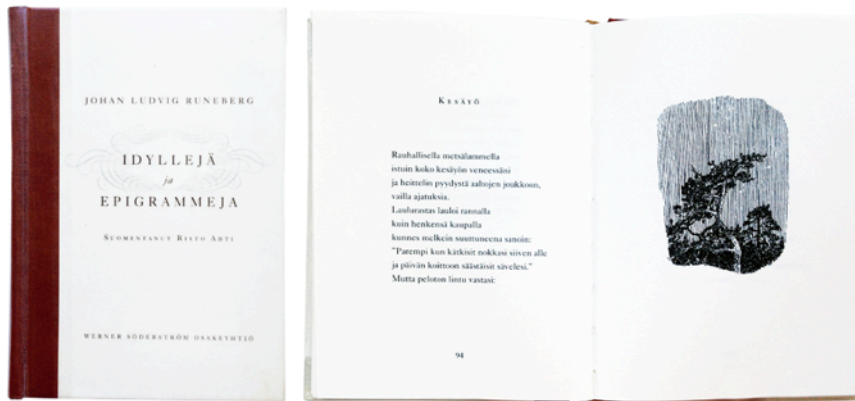 JOHAN LUDVIG RUNEBERG
IDYLLEJÄ
ja
EPIGRAMMEJA
SUOMENTANUT RISTO AHTI
WERNER SÖDERSTRÖM OSAKEYHTIÖ
KESÄYÖ
Rauhallisella metsälammella
istuin koko kesäyön veneessäni
ja heittelin pyydystä aaltojen joukkoon,
vailla ajatuksia.
Laulurastas lauloi rannalla
kuin henkensä kaupalla
kunnes melkein suuttuneena sanoin:
"Parempi kun kätkisit nokkasi siiven alle
ja päivän koittoon säästäisit sävelesi."
Mutta peloton lintu vastasi:
94